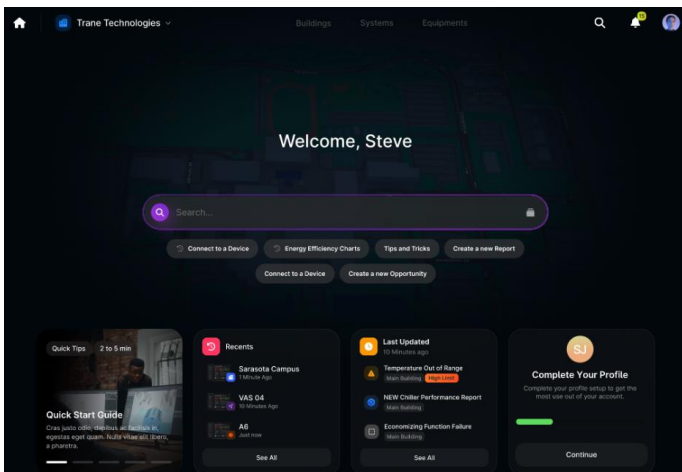 Trane Technologies
Buildings
Systems
Equipments
Welcome, Steve
Search...
Connect to a Device
Energy Efficiency Charts
Tips and Tricks
Create a new Report
Connect to a Device
Create a new Opportunity
Quick Tips
2 to 5 min
Quick Start Guide
Cras justo odio, dapibus ac facilisis in,
egestas eget quam. Nulla vitae elit libero,
a pharetra.
Recents
Sarasota Campus
1 Minute Ago
VAS 04
10 Minutes Ago
A6
Just now
See All
Last Updated
10 Minutes ago
Temperature Out of Range
Main Building
High Limit
NEW Chiller Performance Report
Main Building
Economizing Function Failure
Main Building
See All
SJ
Complete Your Profile
Complete your profile setup to get the
most use out of your account.
Continue